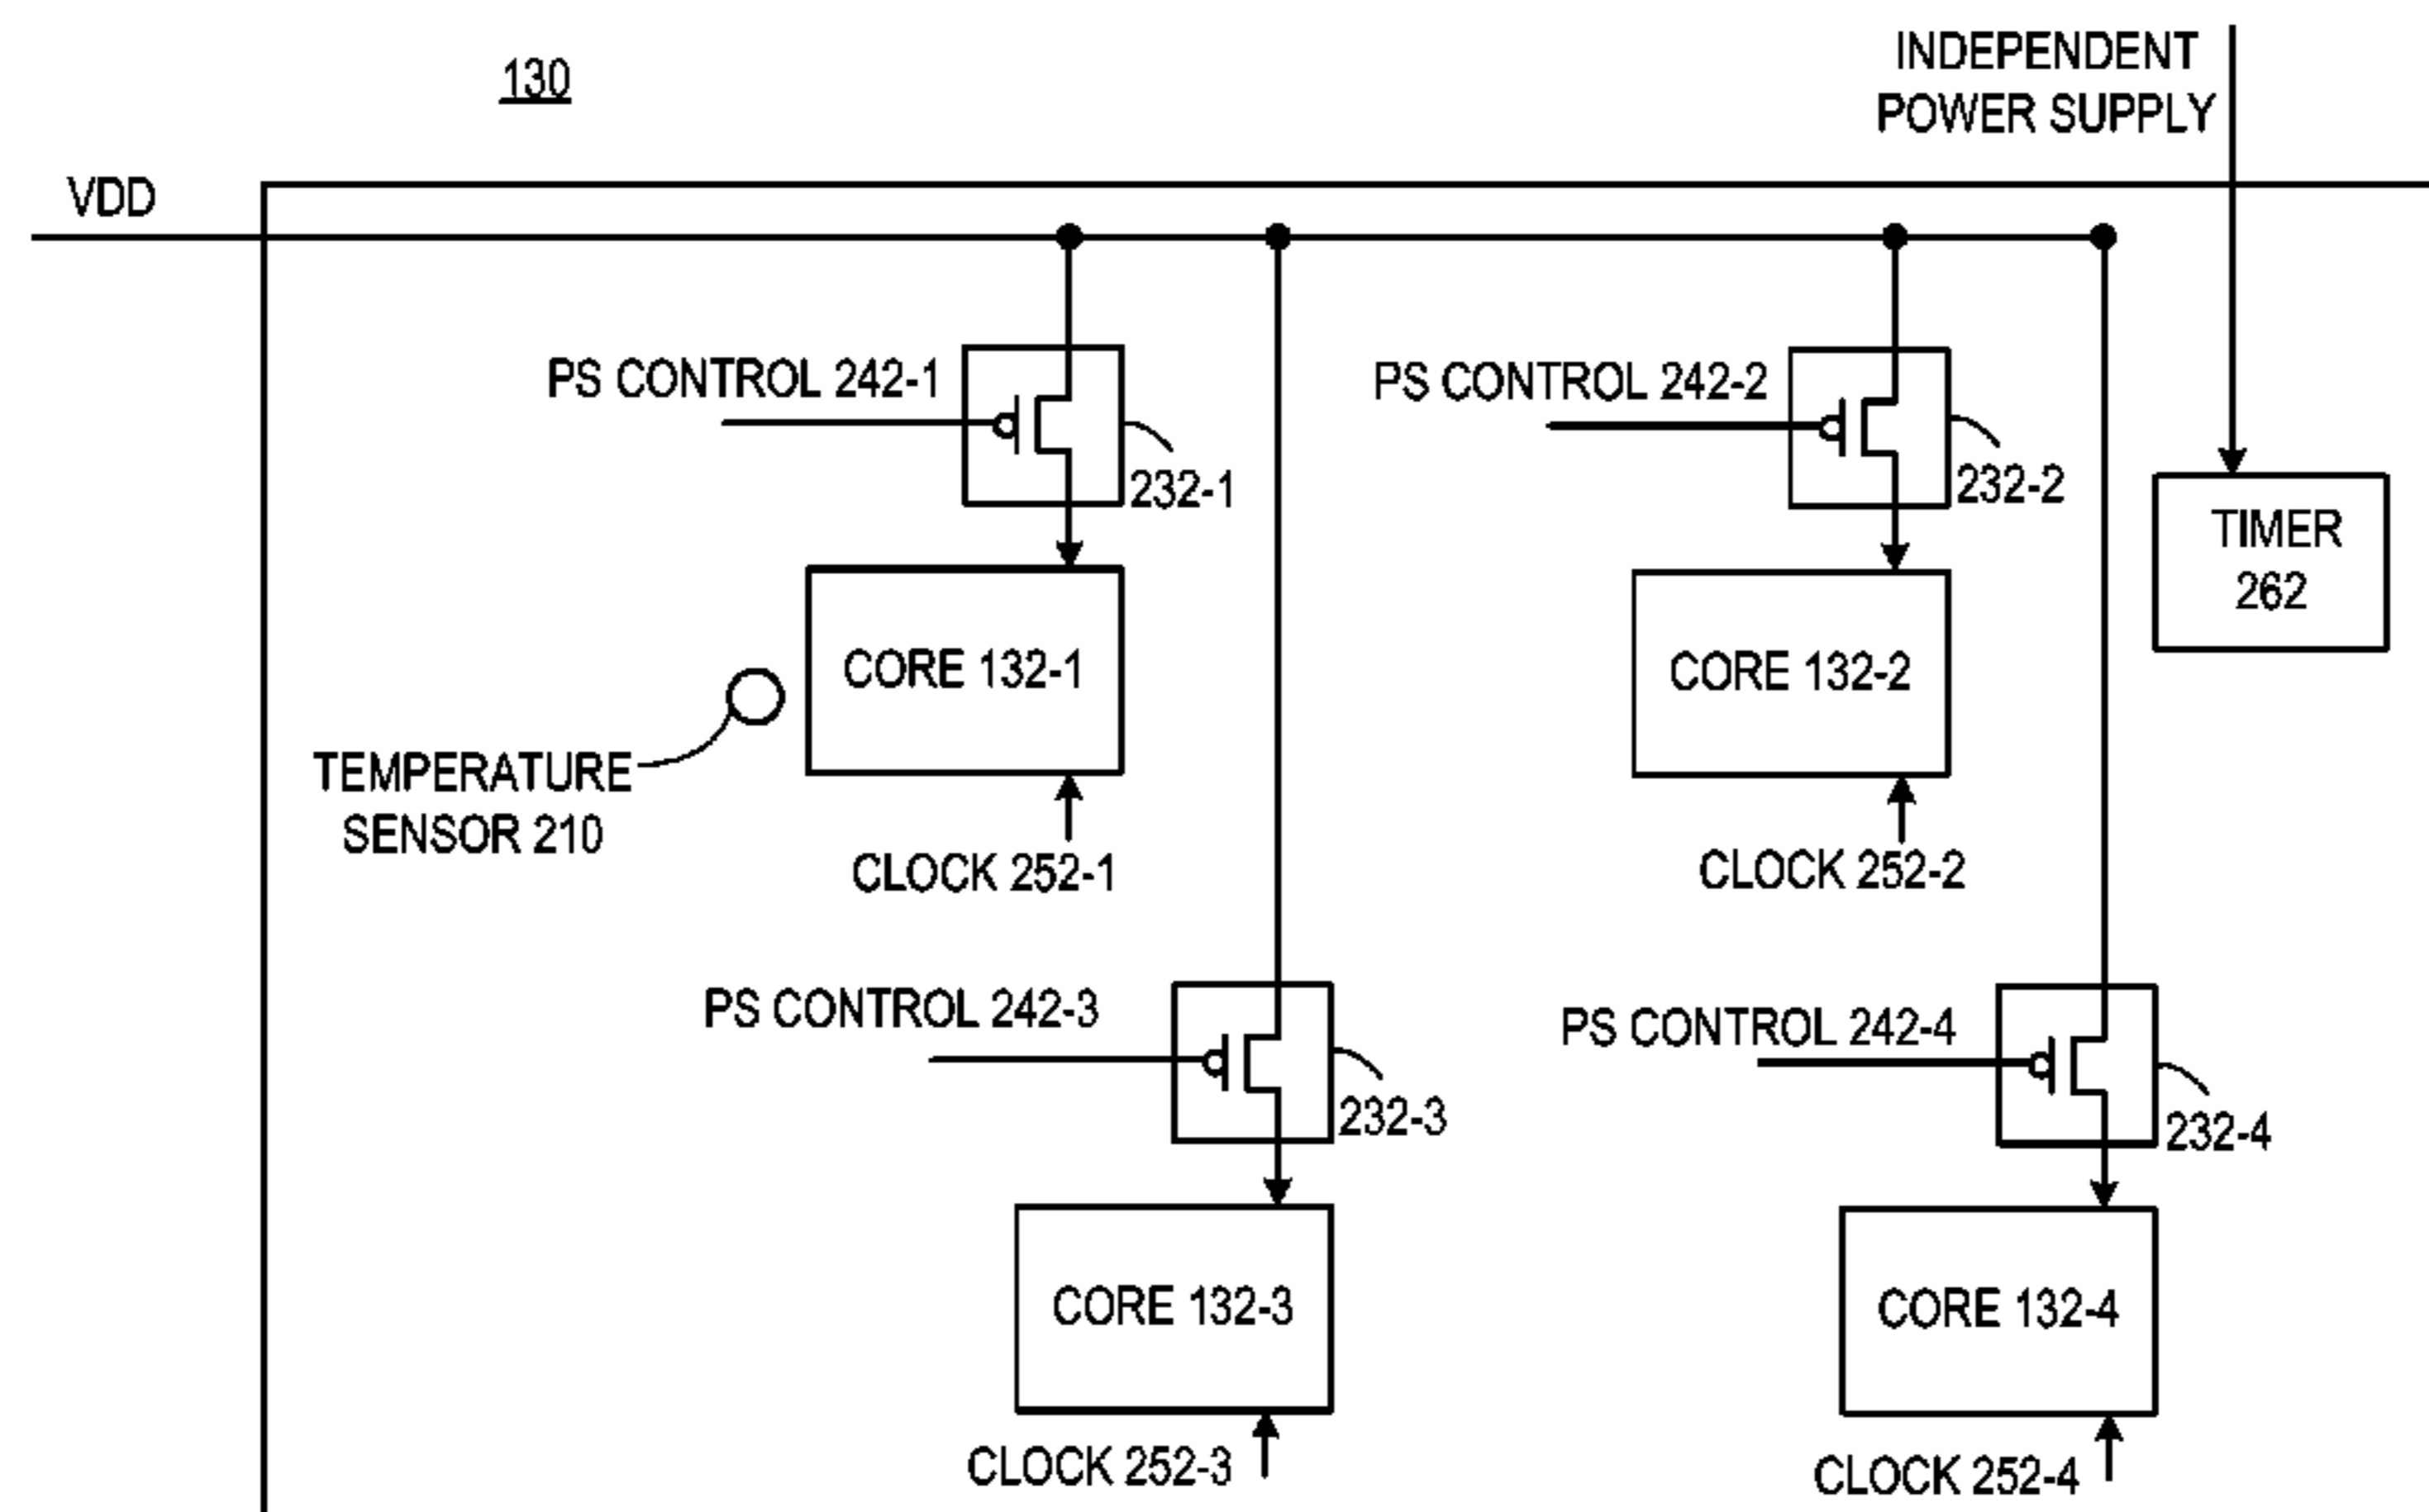 130
INDEPENDENT
POWER SUPPLY
VDD
PS CONTROL 242-1
232-1
PS CONTROL 242-2
232-2
TIMER
262
CORE 132-1
CORE 132-2
TEMPERATURE
SENSOR 210
CLOCK 252-1
CLOCK 252-2
PS CONTROL 242-3
232-3
PS CONTROL 242-4
232-4
CORE 132-3
CORE 132-4
CLOCK 252-3
CLOCK 252-4